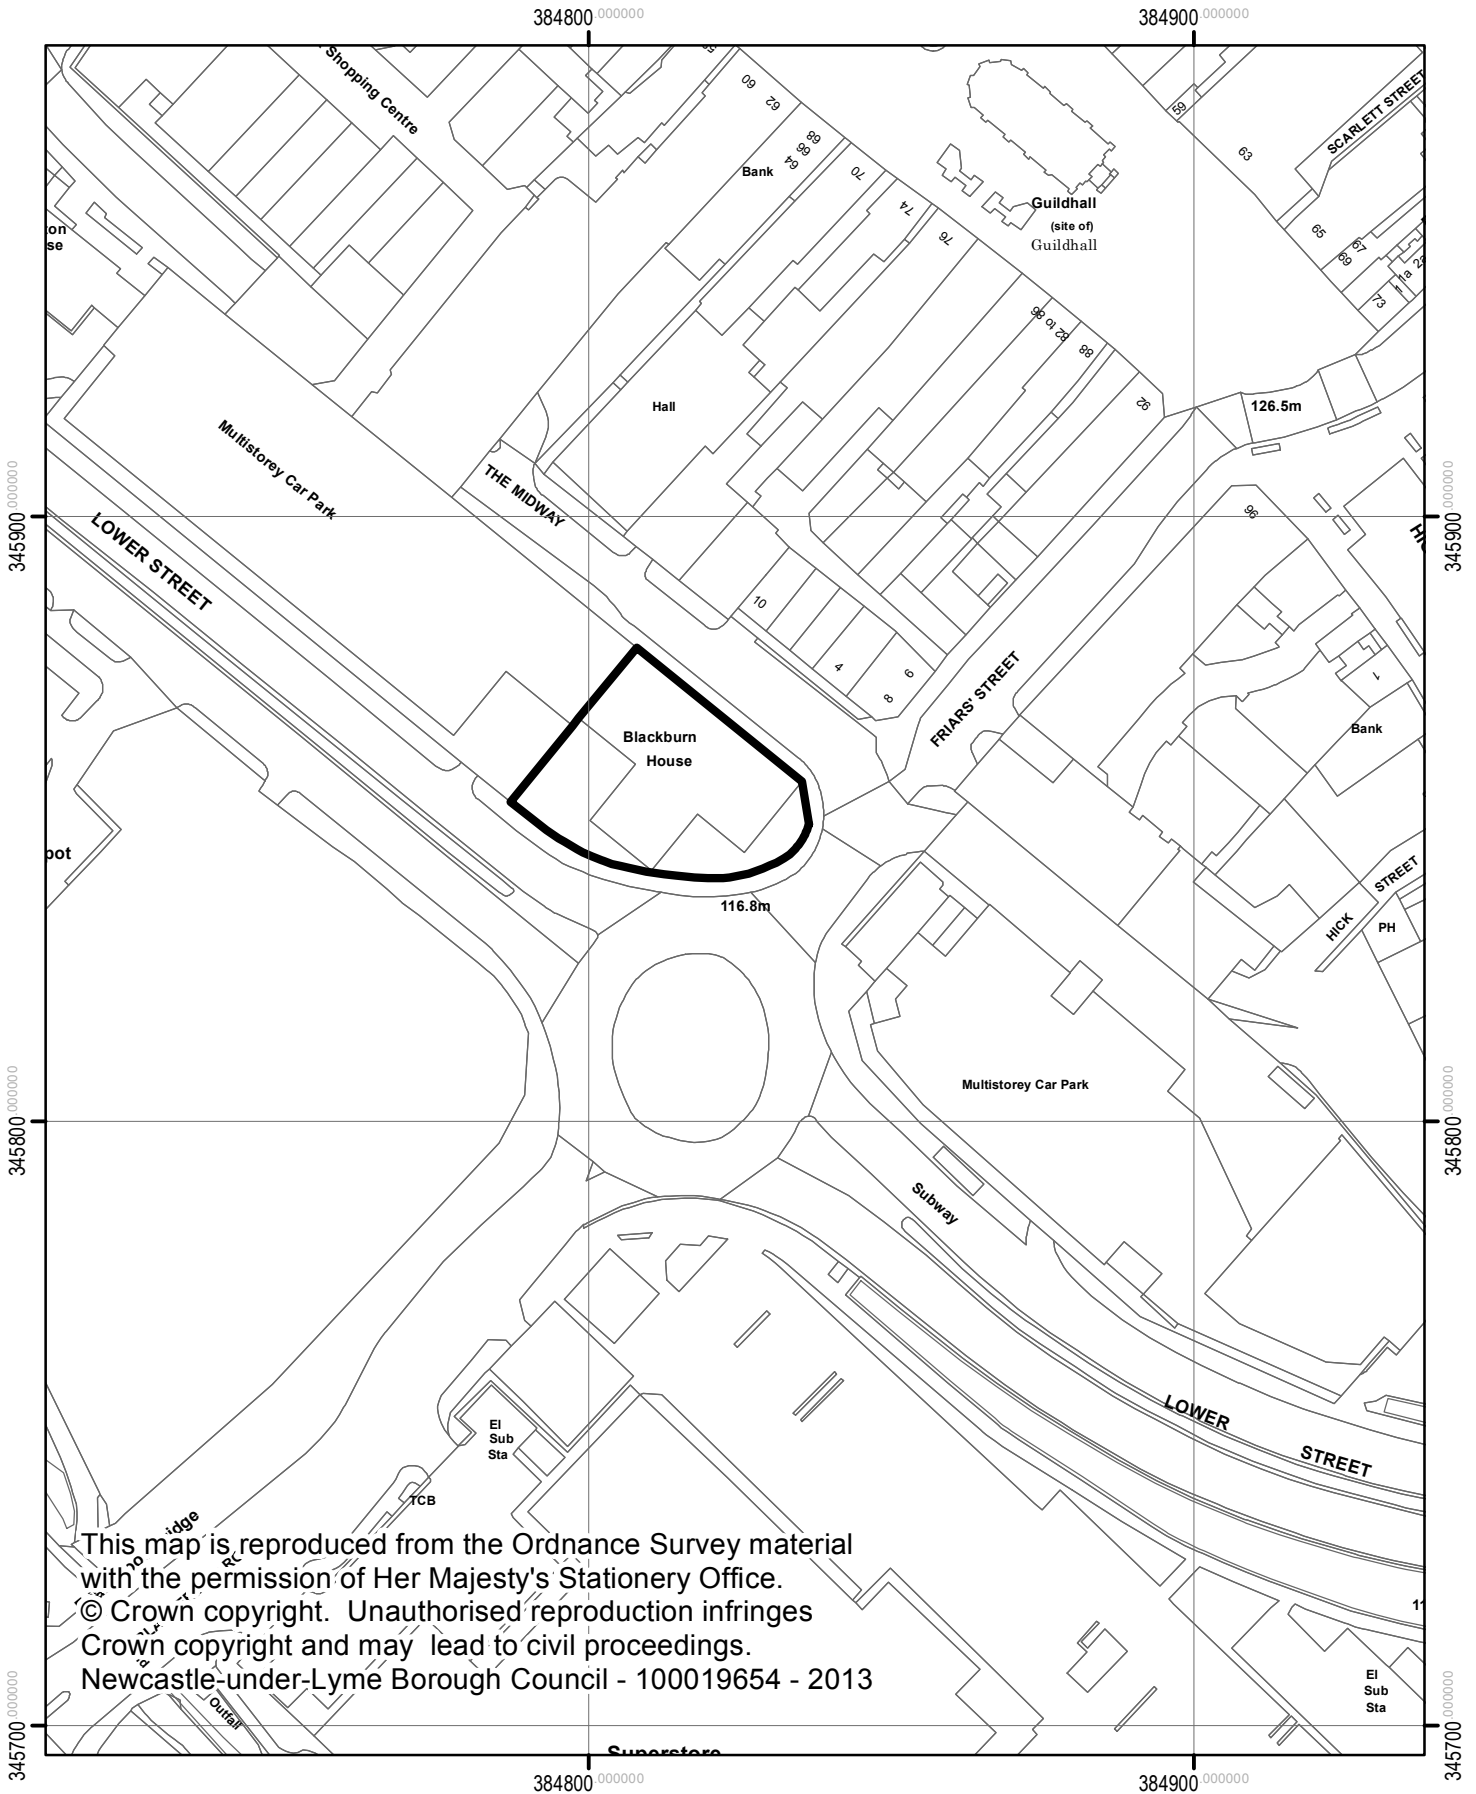 384800.000000
384900.000000
Shopping Centre
59
60
62
68
66
64
Bank
70
74
76
Guildhall
(site of)
Guildhall
59
63
SCARLETT STREET
65
67
69
73
1a
1
ton
se
82 to 86
88
92
126.5m
Hall
Multistorey Car Park
THE MIDWAY
345900.000000
345900.000000
LOWER STREET
96
10
4
6
8
FRIARS' STREET
1
Bank
Blackburn
House
pot
116.8m
HICK
STREET
PH
Multistorey Car Park
345800.000000
345800.000000
Subway
LOWER
STREET
El
Sub
Sta
TCB
This map is reproduced from the Ordnance Survey material
with the permission of Her Majesty's Stationery Office.
© Crown copyright. Unauthorised reproduction infringes
Crown copyright and may lead to civil proceedings.
Newcastle-under-Lyme Borough Council - 100019654 - 2013
Outfall
El
Sub
Sta
Superstore
345700.000000
345700.000000
384800.000000
384900.000000